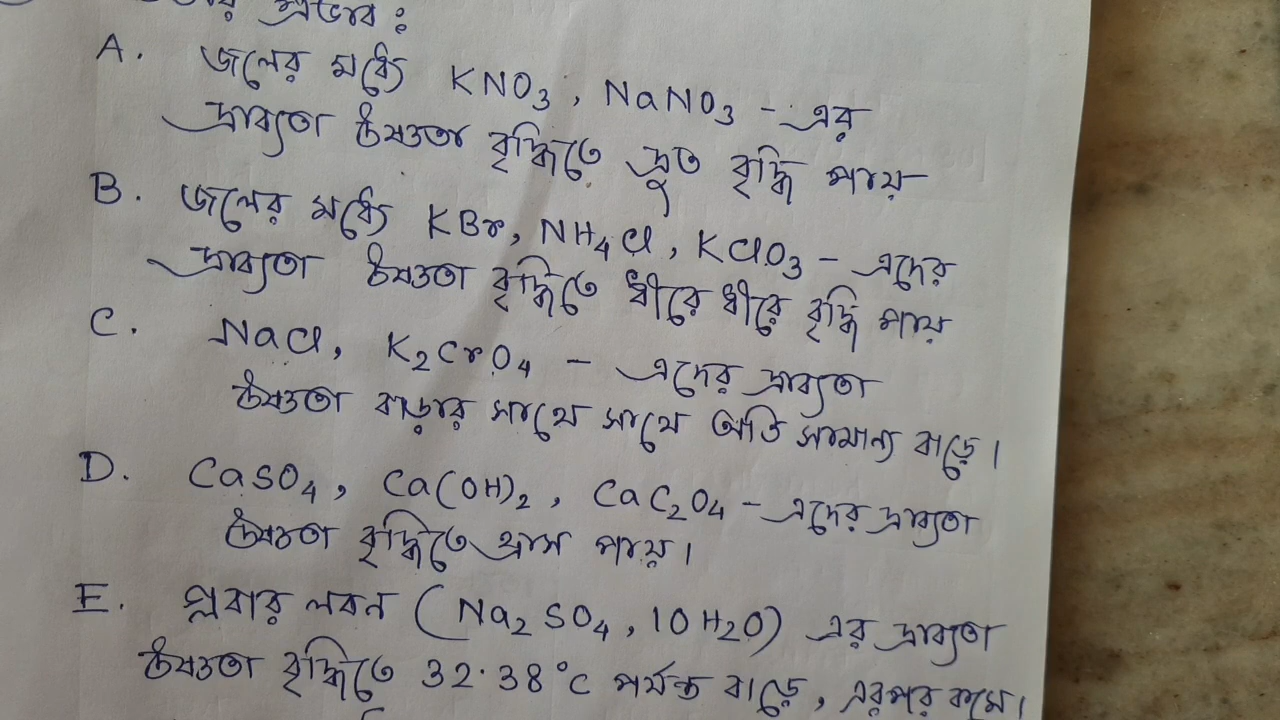 প্রভাব :
A. জলের মধ্যে KNO3, NaNO3 - এর
দ্রাব্যতা উষ্ণতা বৃদ্ধিতে দ্রুত বৃদ্ধি পায়
B. জলের মধ্যে KBr, NH4Cl, KClO3 - এদের
দ্রাব্যতা উষ্ণতা বৃদ্ধিতে ধীরে ধীরে বৃদ্ধি পায়
C. NaCl, K2CrO4 - এদের দ্রাব্যতা
উষ্ণতা বাড়ার সাথে সাথে অতি সামান্য বাড়ে।
D. CaSO4, Ca(OH)2, CaC2O4 - এদের দ্রাব্যতা
উষ্ণতা বৃদ্ধিতে হ্রাস পায়।
E. গ্লবার লবন (Na2SO4, 10H2O) এর দ্রাব্যতা
উষ্ণতা বৃদ্ধিতে 32.38°C পর্যন্ত বাড়ে, এরপর কমে।